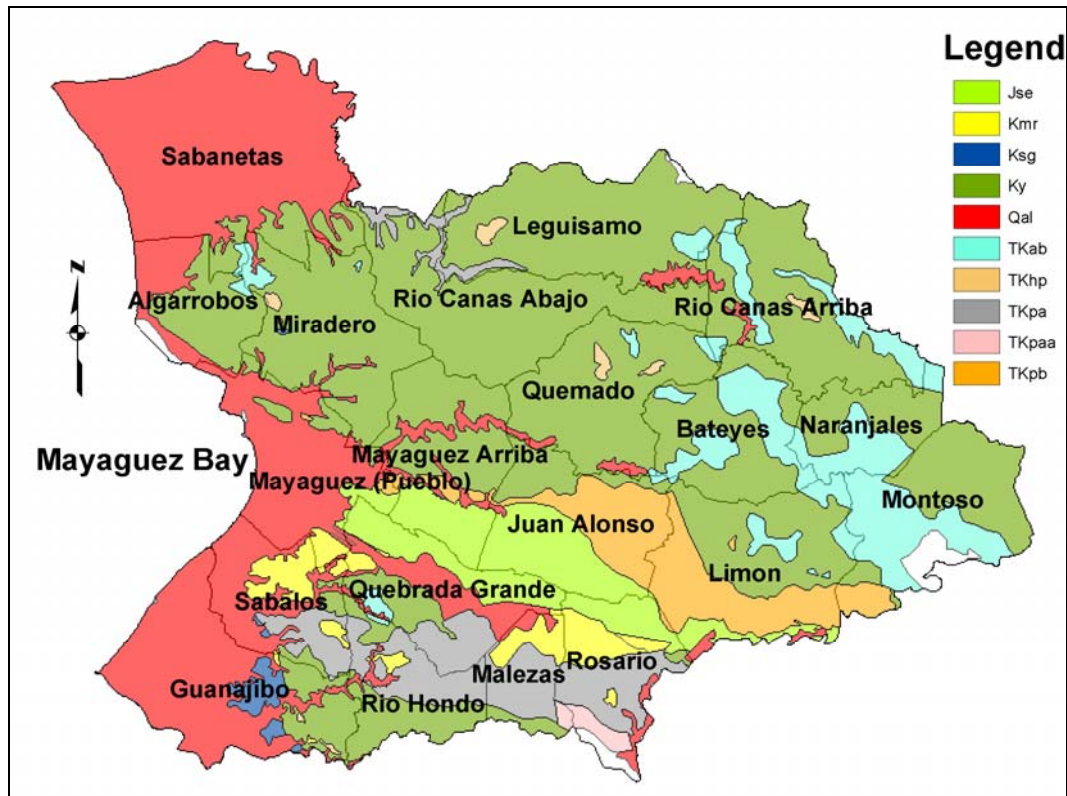 Legend
Jse
Kmr
Ksg
Ky
Qal
TKab
TKhp
TKpa
TKpaa
TKpb
Sabanetas
Leguisamo
Algarrobos
Miradero
Rio Canas Abajo
Rio Canas Arriba
N
Quemado
Bateyes
Naranjales
Mayaguez Bay
Mayaguez Arriba
Mayaguez (Pueblo)
Montoso
Juan Alonso
Limon
Quebrada Grande
Sabalos
Guanajibo
Rio Hondo
Malezas
Rosario